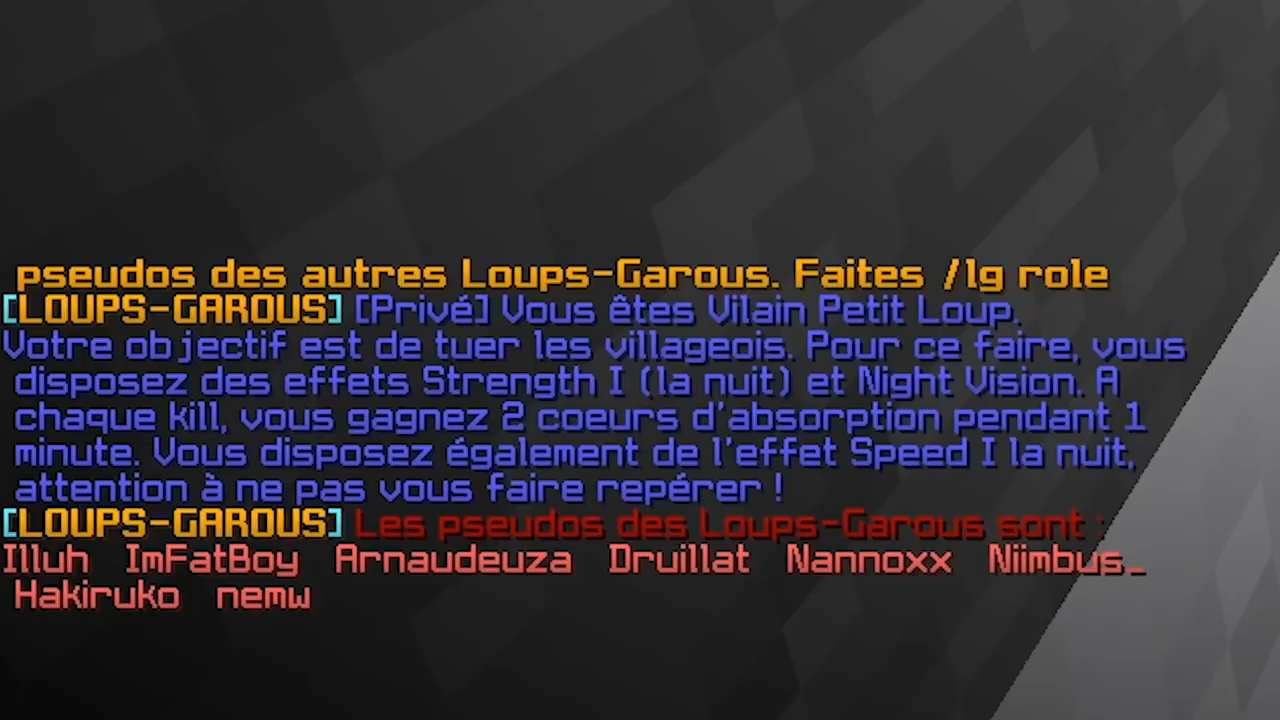 pseudos des autres Loups-Garous. Faites /lg role
[LOUPS-GAROUS] [Privé] Vous êtes Vilain Petit Loup.
Votre objectif est de tuer les villageois. Pour ce faire, vous
disposez des effets Strength I (la nuit) et Night Vision. A
chaque kill, vous gagnez 2 coeurs d'absorption pendant 1
minute. Vous disposez également de l'effet Speed I la nuit,
attention à ne pas vous faire repérer !
[LOUPS-GAROUS] Les pseudos des Loups-Garous sont :
Illuh ImFatBoy Arnaudeuza Druillat Nannoxx Niimbus_
Hakiruko nemw